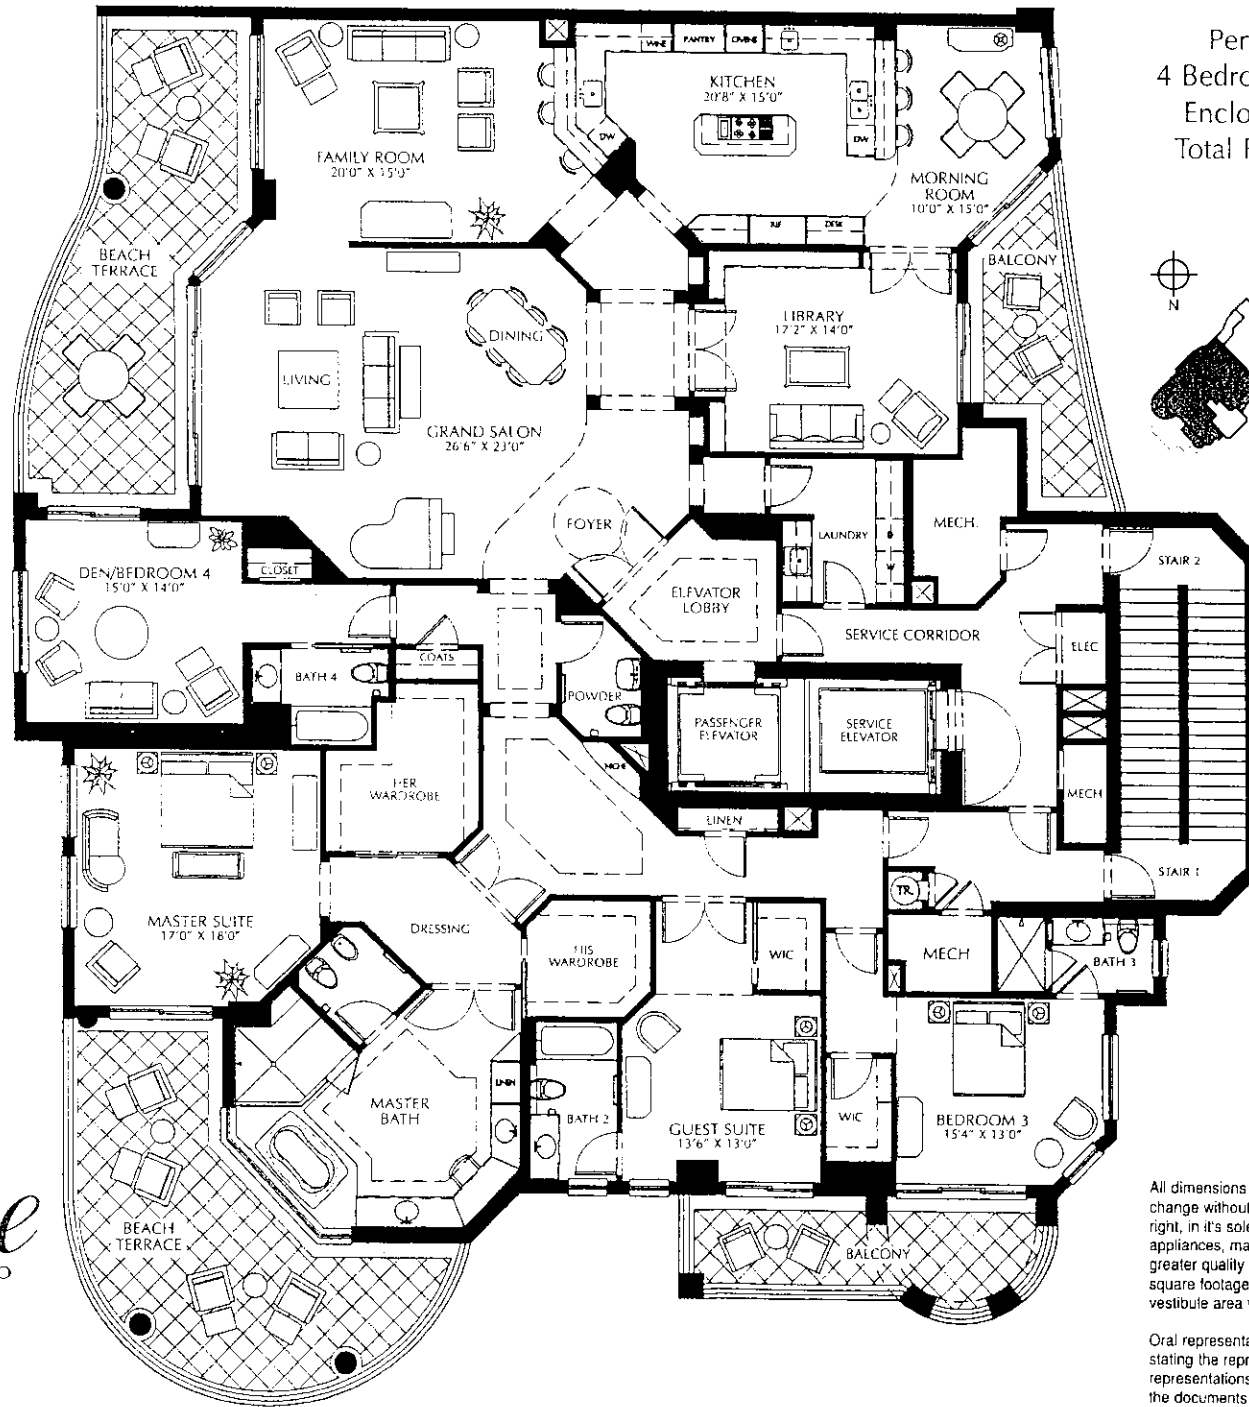 Per
4 Bedro
Enclo
Total F
WINE
PANTRY
OVENS
KITCHEN
20'8" X 15'0"
DW
DW
FAMILY ROOM
20'0" X 15'0"
MORNING
ROOM
10'0" X 15'0"
REF
DESK
BEACH
TERRACE
BALCONY
N
LIBRARY
17'2" X 14'0"
DINING
LIVING
GRAND SALON
26'6" X 23'0"
FOYER
MECH.
LAUNDRY
STAIR 2
CLOSET
DEN/BEDROOM 4
15'0" X 14'0"
ELEVATOR
LOBBY
SERVICE CORRIDOR
ELEC
COATS
BATH 4
POWDER
PASSENGER
ELEVATOR
SERVICE
ELEVATOR
NICHE
HER
WARDROBE
MECH
LINEN
STAIR 1
TR.
MASTER SUITE
17'0" X 18'0"
DRESSING
HIS
WARDROBE
WIC
MECH
BATH 3
LINEN
MASTER
BATH
BATH 2
GUEST SUITE
13'6" X 13'0"
WIC
BEDROOM 3
15'4" X 13'0"
BEACH
TERRACE
BALCONY
e
All dimensions
change without
right, in it's sole
appliances, ma
greater quality
square footage
vestibule area
Oral representa
stating the repr
representations
the documents